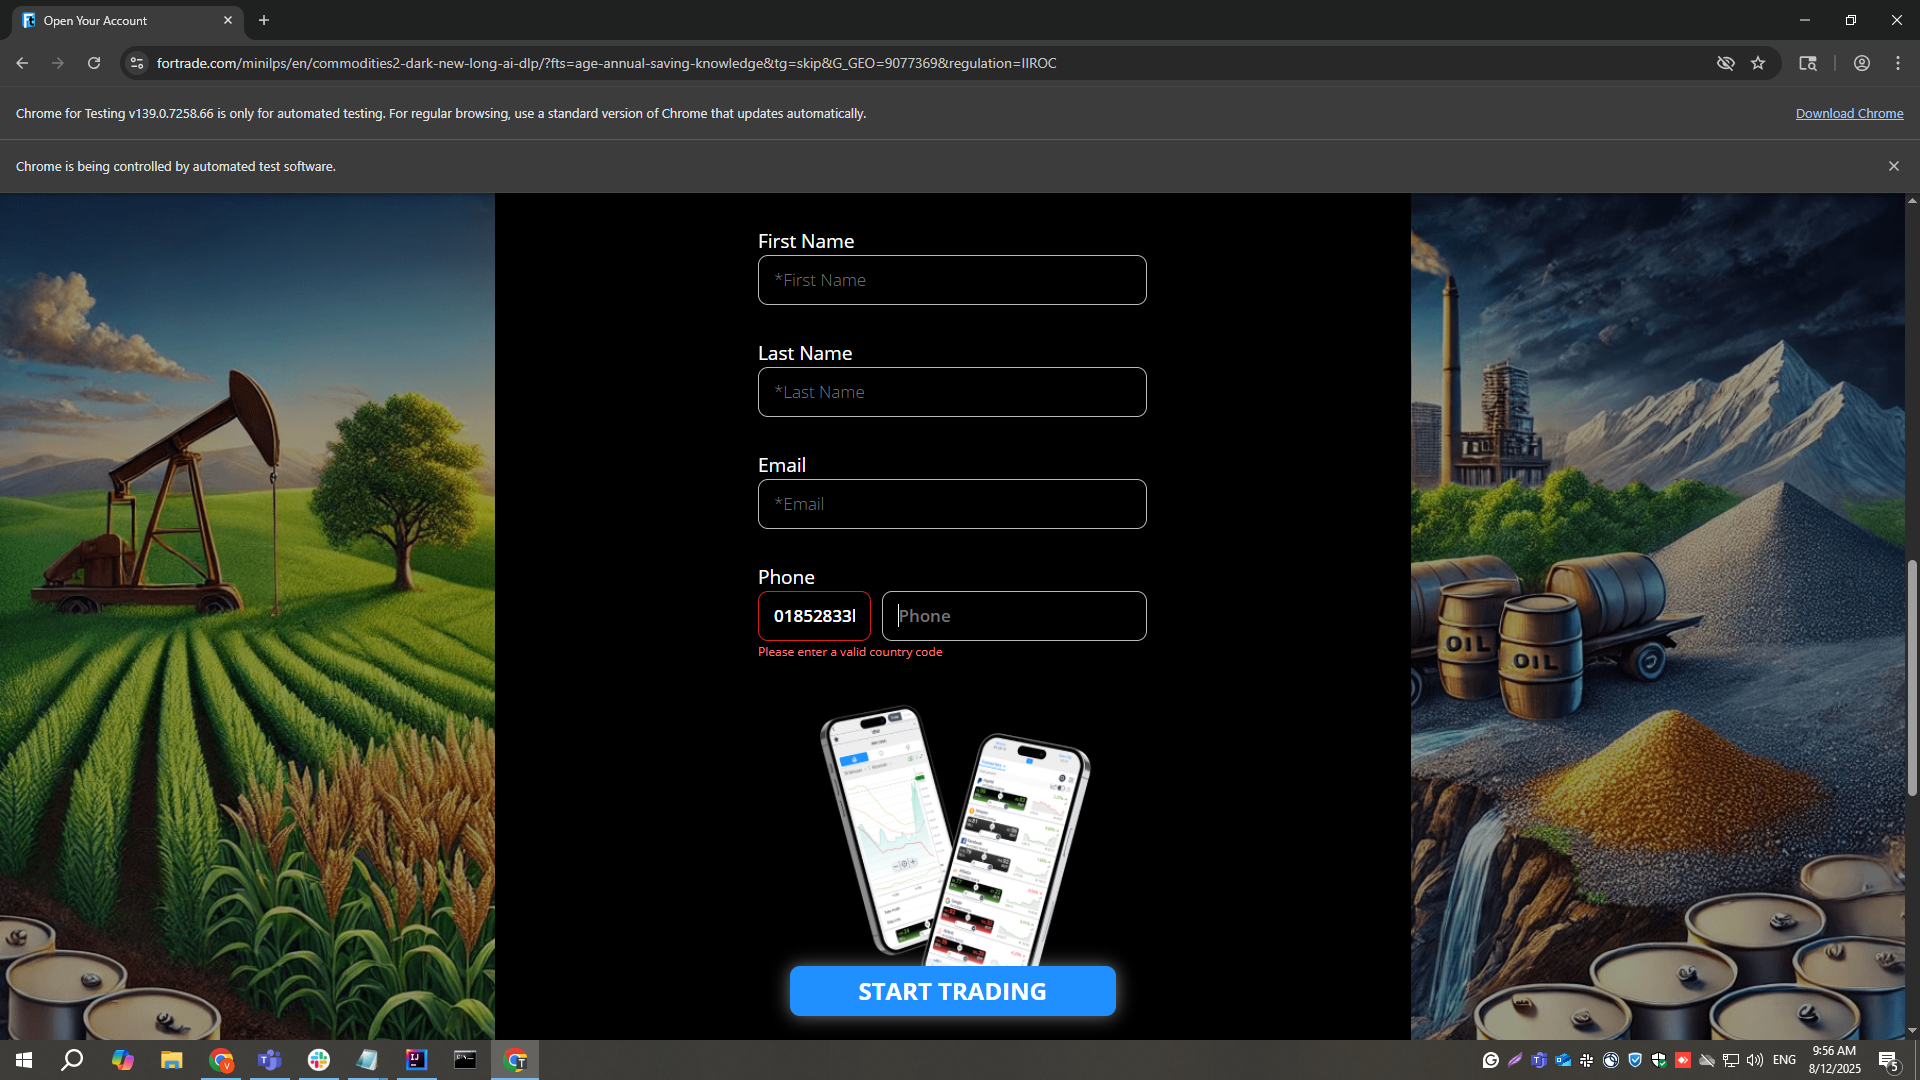 Open Your Account
fortrade.com/minilps/en/commodities2-dark-new-long-ai-dlp/?fts=age-annual-saving-knowledge&tg=skip&G_GEO=9077369&regulation=IIROC
Chrome for Testing v139.0.7258.66 is only for automated testing. For regular browsing, use a standard version of Chrome that updates automatically.
Download Chrome
Chrome is being controlled by automated test software.
First Name
*First Name
Last Name
*Last Name
Email
*Email
Phone
01852833
Phone
Please enter a valid country code
OIL
OIL
START TRADING
ENG
9:56 AM
8/12/2025
5